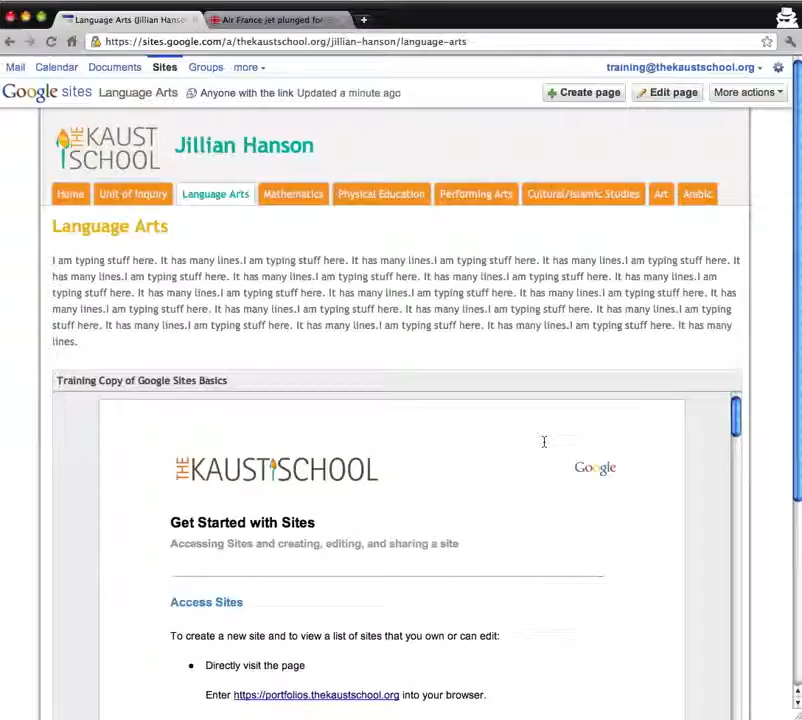 Language Arts (Jillian Hanso
Air France jet plunged for
https://sites.google.com/a/thekaustschool.org/jillian-hanson/language-arts
Mail Calendar Documents Sites Groups more training@thekaustschool.org
Google sites Language Arts Anyone with the link Updated a minute ago Create page Edit page More actions
THE KAUST SCHOOL
Jillian Hanson
Home Unit of Inquiry Language Arts Mathematics Physical Education Performing Arts Cultural/Islamic Studies Art Arabic
Language Arts
I am typing stuff here. It has many lines.I am typing stuff here. It has many lines.I am typing stuff here. It has many lines.I am typing stuff here. It
has many lines.I am typing stuff here. It has many lines.I am typing stuff here. It has many lines.I am typing stuff here. It has many lines.I am
typing stuff here. It has many lines.I am typing stuff here. It has many lines.I am typing stuff here. It has many lines.I am typing stuff here. It has
many lines.I am typing stuff here. It has many lines.I am typing stuff here. It has many lines.I am typing stuff here. It has many lines.I am typing
stuff here. It has many lines.I am typing stuff here. It has many lines.I am typing stuff here. It has many lines.I am typing stuff here. It has many
lines.
Training Copy of Google Sites Basics
THE KAUST SCHOOL
Google
Get Started with Sites
Accessing Sites and creating, editing, and sharing a site
Access Sites
To create a new site and to view a list of sites that you own or can edit:
● Directly visit the page
Enter https://portfolios.thekaustschool.org into your browser.